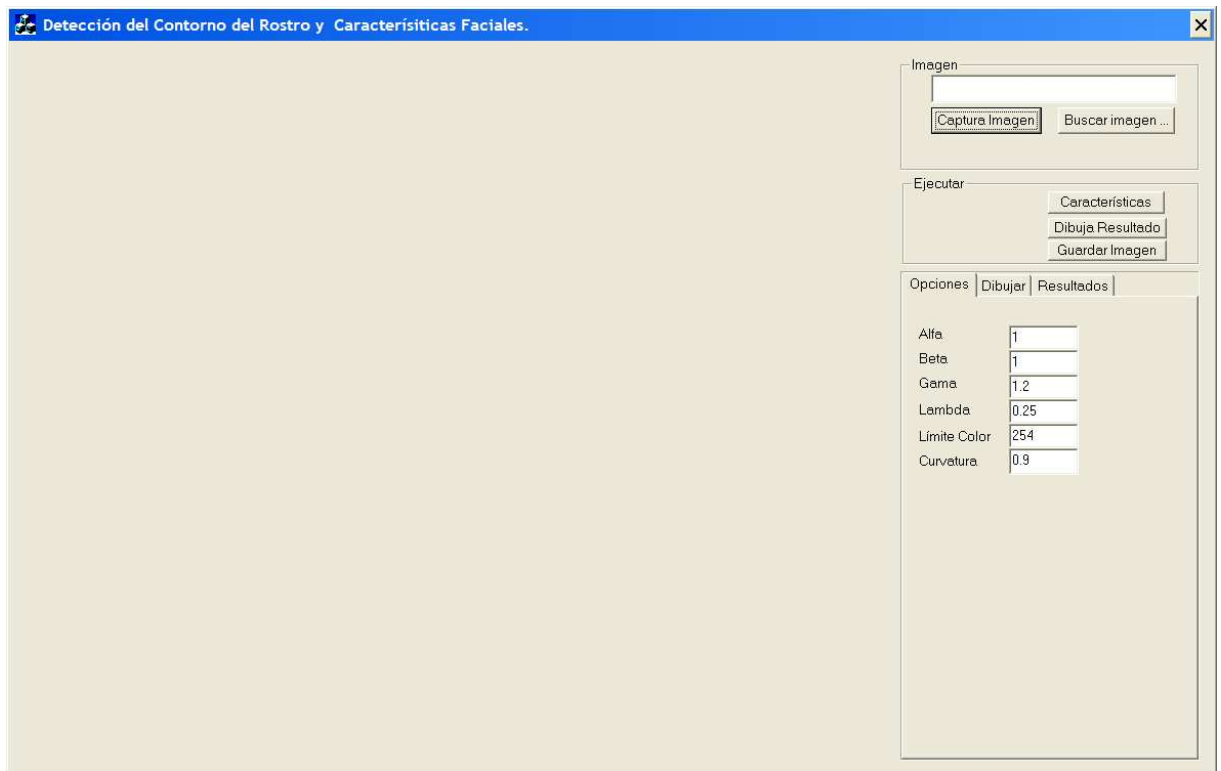 Detección del Contorno del Rostro y Caracterísiticas Faciales.
Imagen
Captura Imagen
Buscar imagen ...
Ejecutar
Características
Dibuja Resultado
Guardar Imagen
Opciones Dibujar Resultados
Alfa 1
Beta 1
Gama 1.2
Lambda 0.25
Límite Color 254
Curvatura 0.9